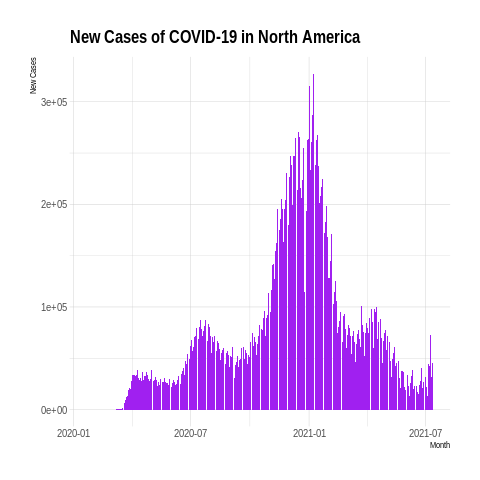 New Cases of COVID-19 in North America
New Cases
3e+05
2e+05
1e+05
0e+00
2020-01 2020-07 2021-01 2021-07
Month